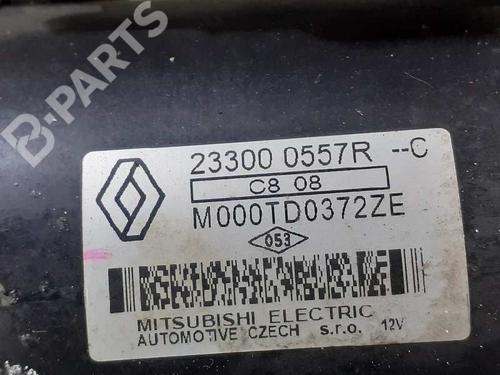 B-PARTS
23300 0557R --C
C8 08
M000TD0372ZE
053
MITSUBISHI ELECTRIC
AUTOMOTIVE CZECH s.r.o. 12V